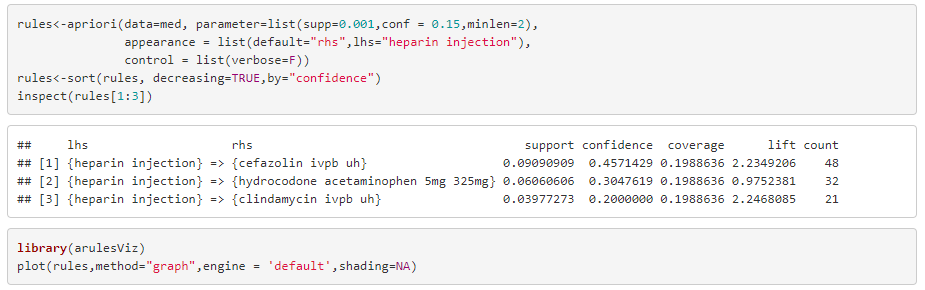 rules<-apriori(data=med, parameter=list(supp=0.001,conf = 0.15,minlen=2),
               appearance = list(default="rhs",lhs="heparin injection"),
               control = list(verbose=F))
rules<-sort(rules, decreasing=TRUE,by="confidence")
inspect(rules[1:3])
##     lhs                    rhs                                      support confidence  coverage      lift count
## [1] {heparin injection} => {cefazolin ivpb uh}                   0.09090909  0.4571429 0.1988636 2.2349206    48
## [2] {heparin injection} => {hydrocodone acetaminophen 5mg 325mg} 0.06060606  0.3047619 0.1988636 0.9752381    32
## [3] {heparin injection} => {clindamycin ivpb uh}                 0.03977273  0.2000000 0.1988636 2.2468085    21
library(arulesViz)
plot(rules,method="graph",engine = 'default',shading=NA)